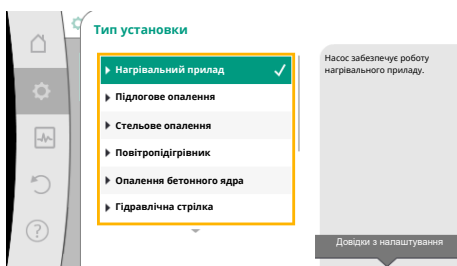 Тип установки
Нагрівальний прилад
Підлогове опалення
Стельове опалення
Повітропідігрівник
Опалення бетонного ядра
Гідравлічна стрілка
Насос забезпечує роботу
нагрівального приладу.
Довідки з налаштування